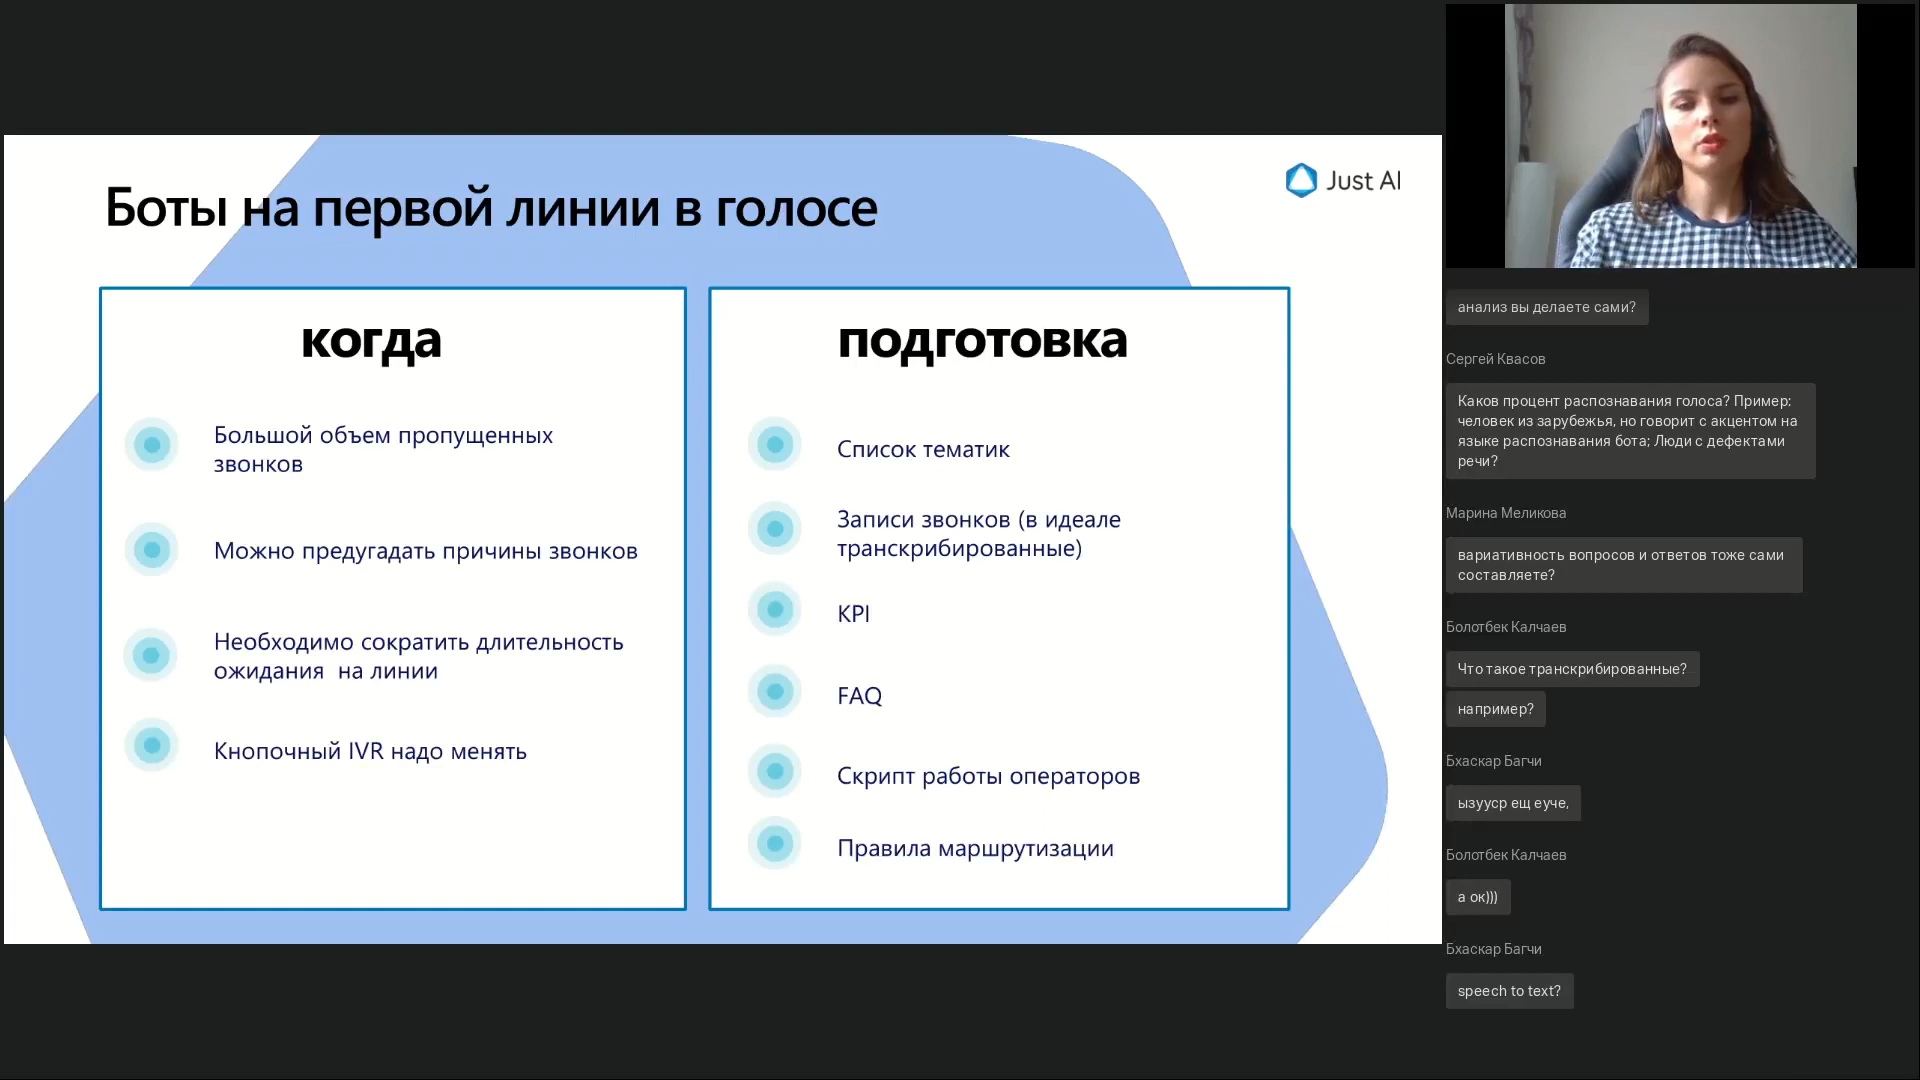 Боты на первой линии в голосе
Just AI
когда
Большой объем пропущенных
звонков
Можно предугадать причины звонков
Необходимо сократить длительность
ожидания на линии
Кнопочный IVR надо менять
подготовка
Список тематик
Записи звонков (в идеале
транскрибированные)
KPI
FAQ
Скрипт работы операторов
Правила маршрутизации
анализ вы делаете сами?
Сергей Квасов
Каков процент распознавания голоса? Пример:
человек из зарубежья, но говорит с акцентом на
языке распознавания бота; Люди с дефектами
речи?
Марина Меликова
вариативность вопросов и ответов тоже сами
составляете?
Болотбек Калчаев
Что такое транскрибированные?
например?
Бхаскар Багчи
ызууср ещ еуче,
Болотбек Калчаев
а ок)))
Бхаскар Багчи
speech to text?